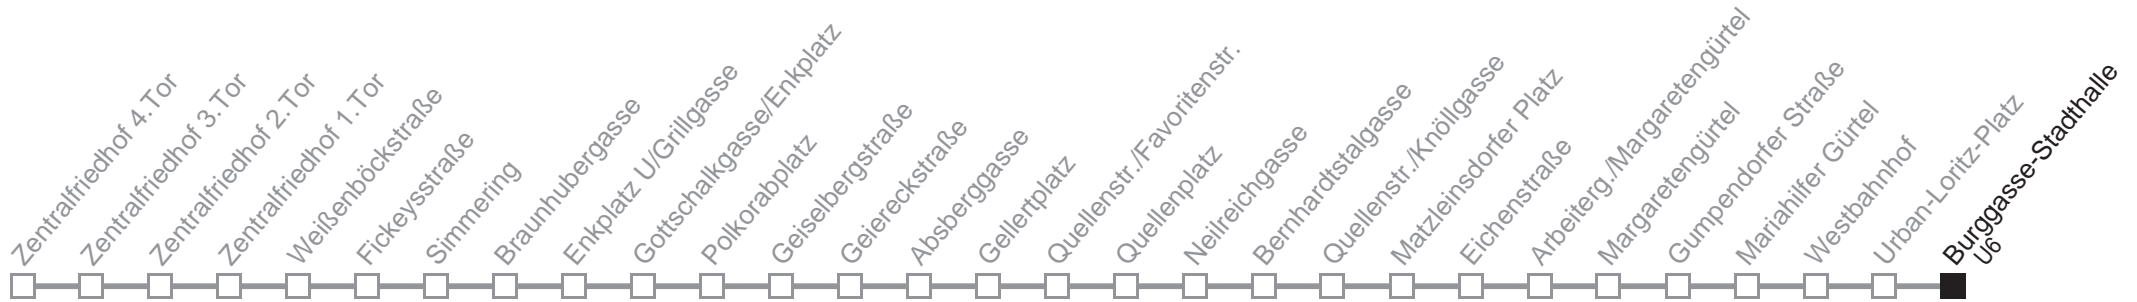 Zentralfriedhof 4.Tor
Zentralfriedhof 3.Tor
Zentralfriedhof 2.Tor
Zentralfriedhof 1.Tor
Weißenböckstraße
Fickeysstraße
Simmering
Braunhubergasse
Enkplatz U/Grillgasse
Gottschalkgasse/Enkplatz
Polkorabplatz
Geiselbergstraße
Geiereckstraße
Absberggasse
Gellertplatz
Quellenstr./Favoritenstr.
Quellenplatz
Neilreichgasse
Bernhardtstalgasse
Quellenstr./Knöllgasse
Matzleinsdorfer Platz
Eichenstraße
Arbeiterg./Margaretengürtel
Margaretengürtel
Gumpendorfer Straße
Mariahilfer Gürtel
Westbahnhof
Urban-Loritz-Platz
Burggasse-Stadthalle
U6